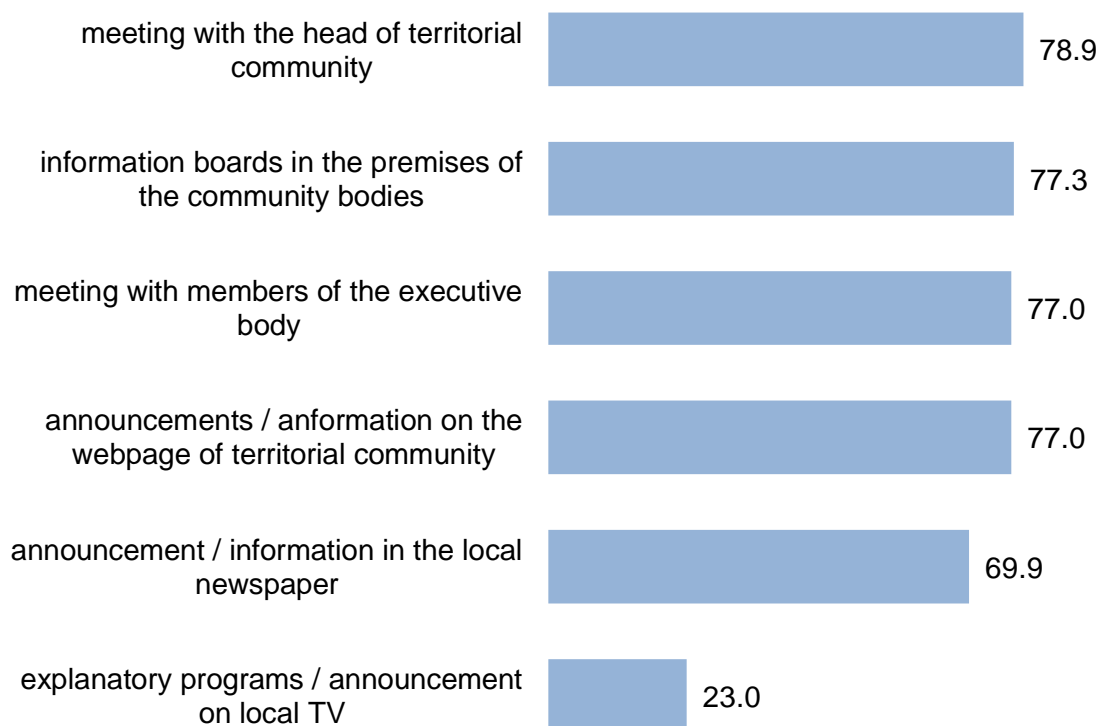 meeting with the head of territorial
community
78.9
information boards in the premises of
the community bodies
77.3
meeting with members of the executive
body
77.0
announcements / anformation on the
webpage of territorial community
77.0
announcement / information in the local
newspaper
69.9
explanatory programs / announcement
on local TV
23.0